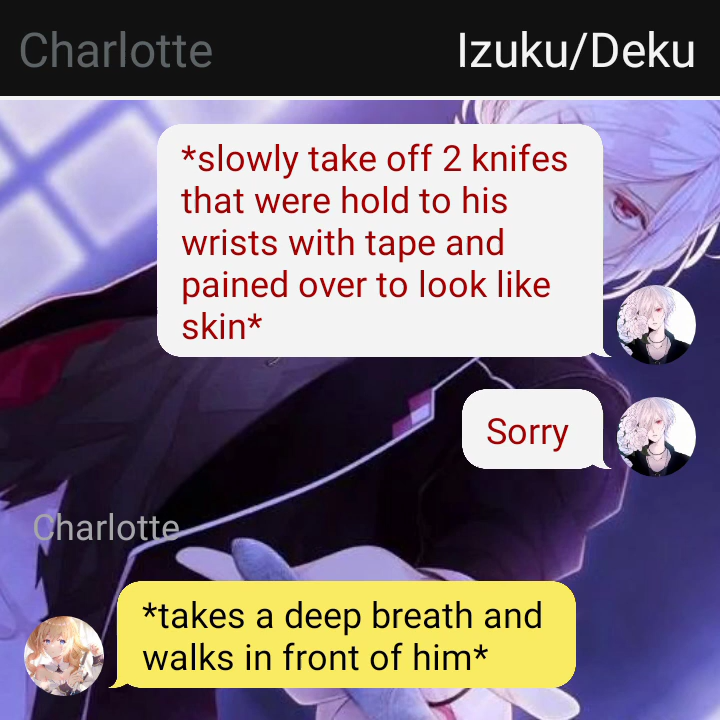 Charlotte Izuku/Deku
*slowly take off 2 knifes
that were hold to his
wrists with tape and
pained over to look like
skin*
Sorry
Charlotte
*takes a deep breath and
walks in front of him*